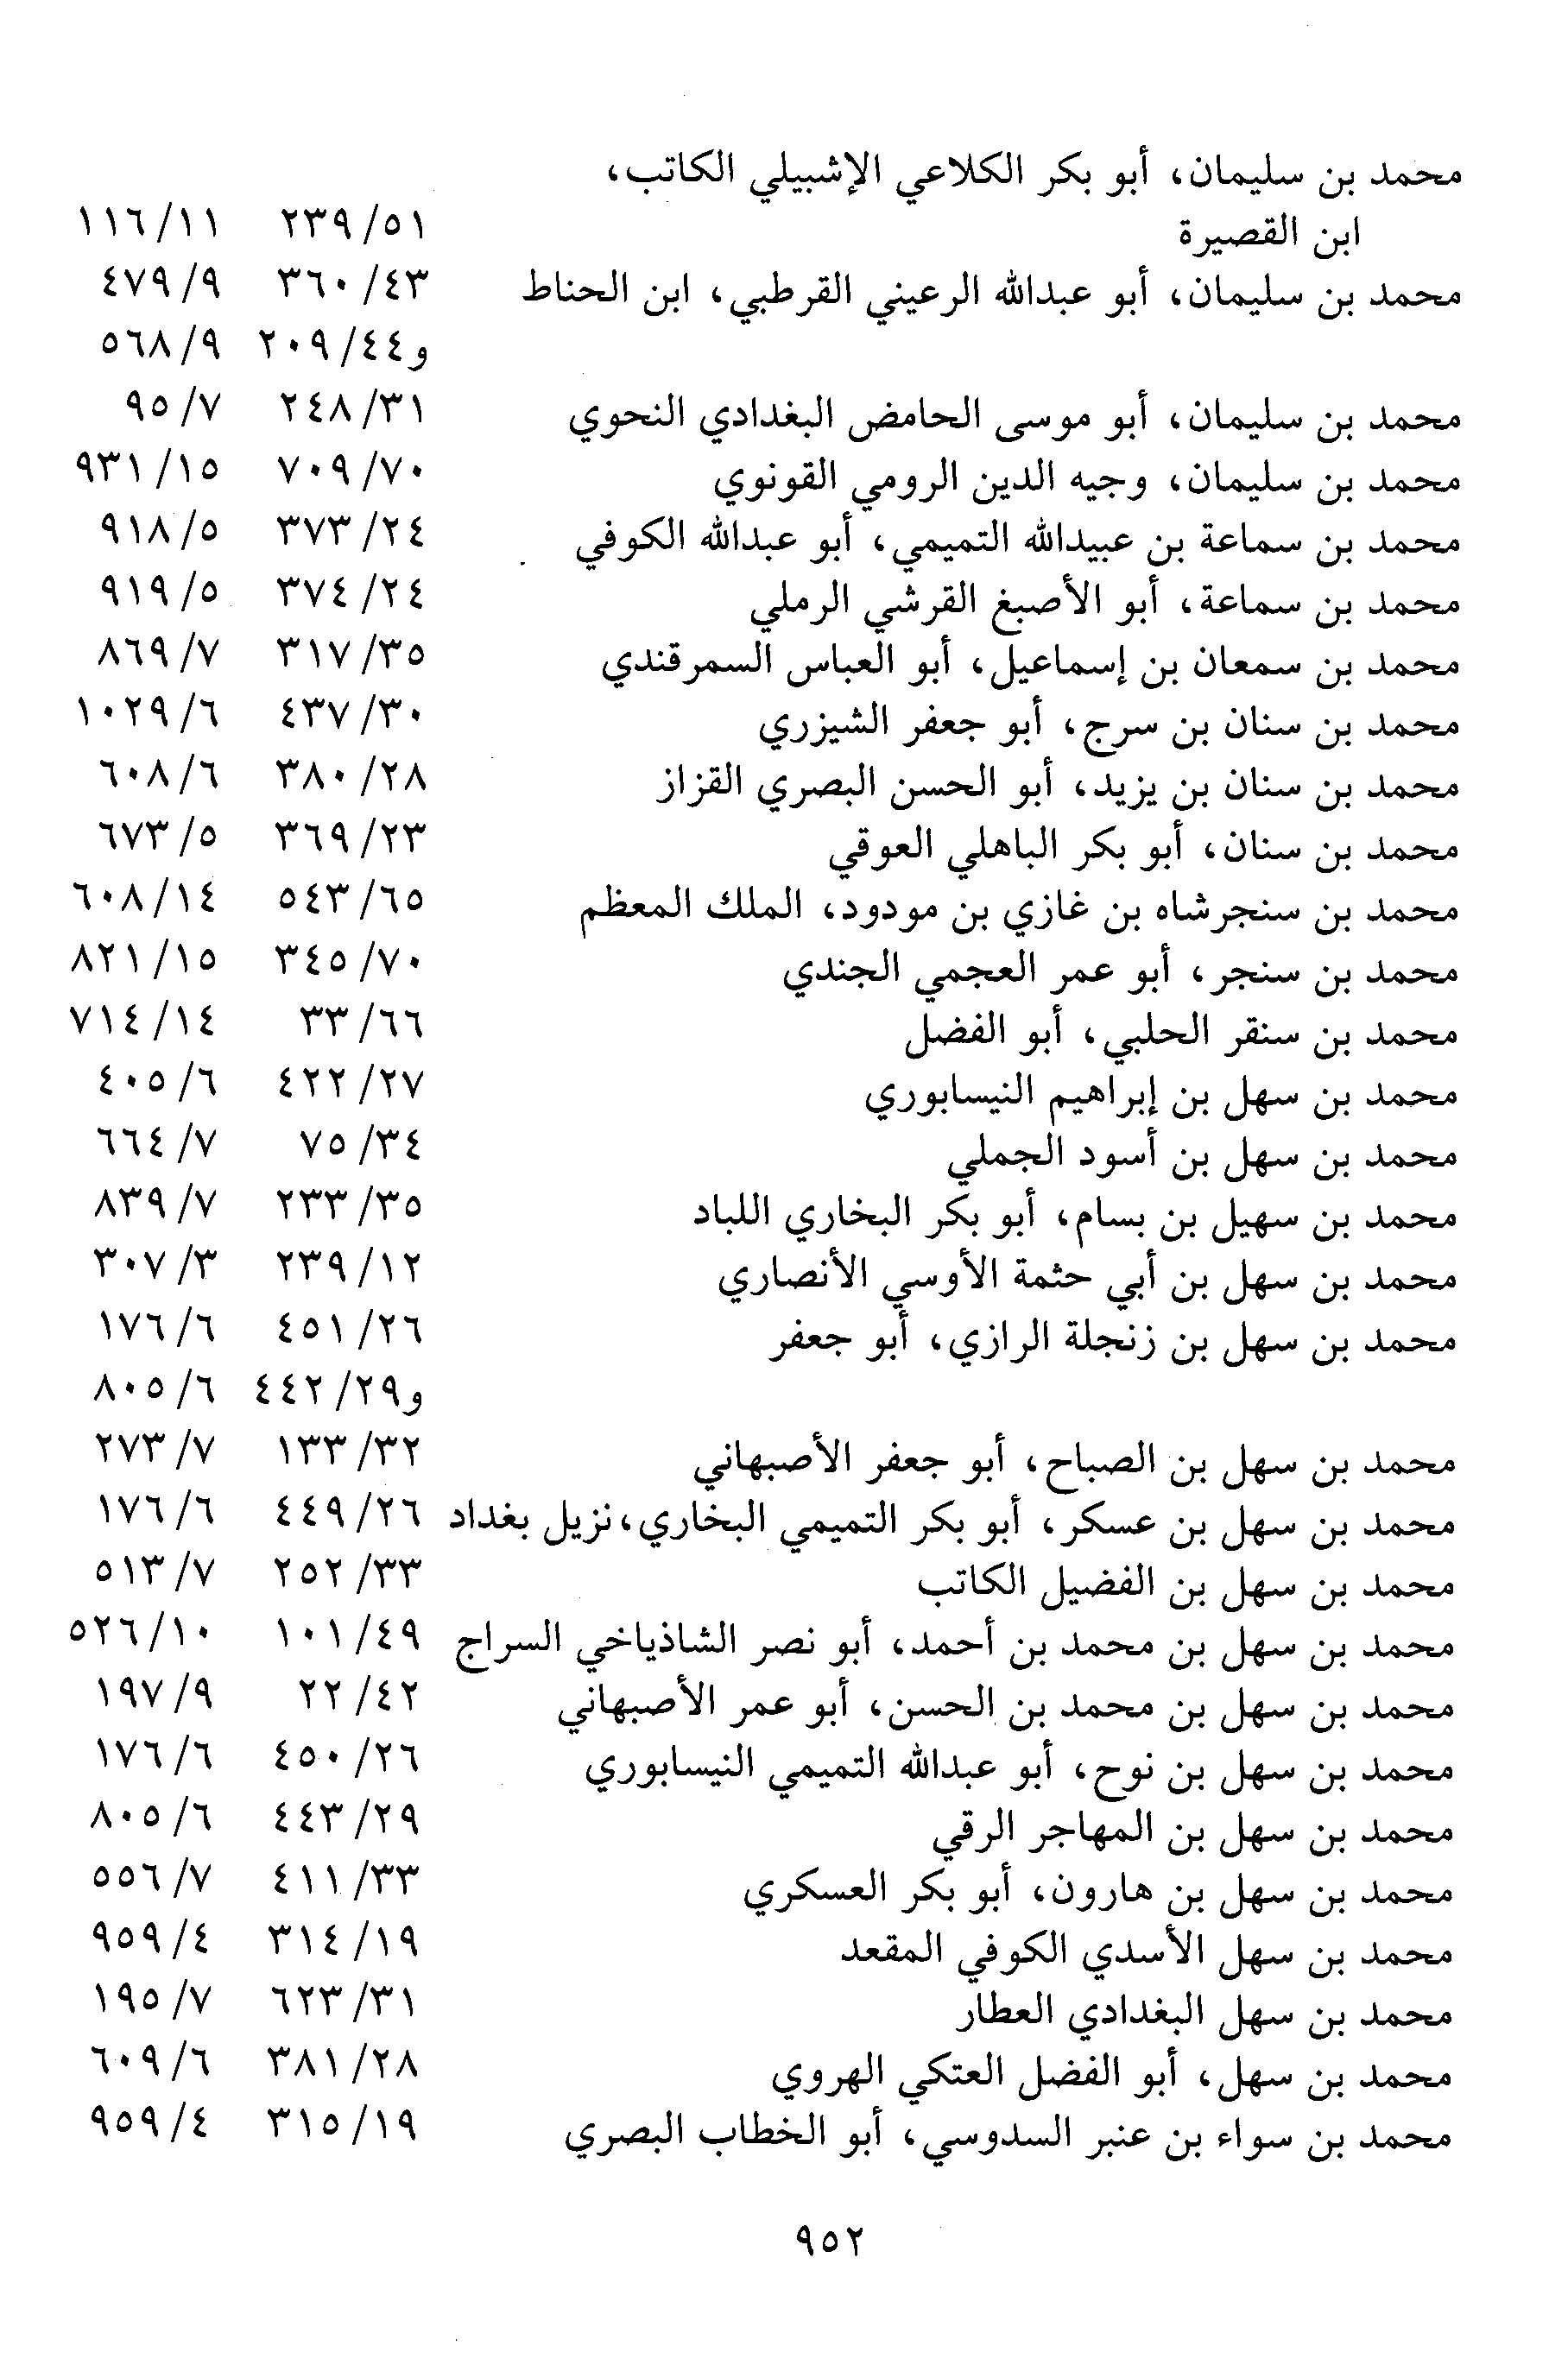 محمد بن سليمان، أبو بكر الكلاعي الإشبيلي الكاتب،
ابن القصيرة ٢٣٩/٥١ ١١٦/١١
محمد بن سليمان، أبو عبدالله الرعيني القرطبي، ابن الحناط ٣٦٠/٤٣ ٤٧٩/٩
و٢٠٩/٤٤ ٥٦٨/٩
محمد بن سليمان، أبو موسى الحامض البغدادي النحوي ٢٤٨/٣١ ٩٥/٧
محمد بن سليمان، وجيه الدين الرومي القونوي ٧٠٩/٧٠ ٩٣١/١٥
محمد بن سماعة بن عبيدالله التميمي، أبو عبدالله الكوفي ٣٧٣/٢٤ ٩١٨/٥
محمد بن سماعة، أبو الأصبغ القرشي الرملي ٣٧٤/٢٤ ٩١٩/٥
محمد بن سمعان بن إسماعيل، أبو العباس السمرقندي ٣١٧/٣٥ ٨٦٩/٧
محمد بن سنان بن سرج، أبو جعفر الشيزري ٤٣٧/٣٠ ١٠٢٩/٦
محمد بن سنان بن يزيد، أبو الحسن البصري القزاز ٣٨٠/٢٨ ٦٠٨/٦
محمد بن سنان، أبو بكر الباهلي العوقي ٣٦٩/٢٣ ٦٧٣/٥
محمد بن سنجرشاه بن غازي بن مودود، الملك المعظم ٥٤٣/٦٥ ٦٠٨/١٤
محمد بن سنجر، أبو عمر العجمي الجندي ٣٤٥/٧٠ ٨٢١/١٥
محمد بن سنقر الحلبي، أبو الفضل ٣٣/٦٦ ٧١٤/١٤
محمد بن سهل بن إبراهيم النيسابوري ٤٢٢/٢٧ ٤٠٥/٦
محمد بن سهل بن أسود الجملي ٧٥/٣٤ ٦٦٤/٧
محمد بن سهيل بن بسام، أبو بكر البخاري اللباد ٢٣٣/٣٥ ٨٣٩/٧
محمد بن سهل بن أبي حثمة الأوسي الأنصاري ٢٣٩/١٢ ٣٠٧/٣
محمد بن سهل بن زنجلة الرازي، أبو جعفر ٤٥١/٢٦ ١٧٦/٦
و٤٤٢/٢٩ ٨٠٥/٦
محمد بن سهل بن الصباح، أبو جعفر الأصبهاني ١٣٣/٣٢ ٢٧٣/٧
محمد بن سهل بن عسكر، أبو بكر التميمي البخاري،نزيل بغداد ٤٤٩/٢٦ ١٧٦/٦
محمد بن سهل بن الفضيل الكاتب ٢٥٢/٣٣ ٥١٣/٧
محمد بن سهل بن محمد بن أحمد، أبو نصر الشاذياخي السراج ١٠١/٤٩ ٥٢٦/١٠
محمد بن سهل بن محمد بن الحسن، أبو عمر الأصبهاني ٢٢/٤٢ ١٩٧/٩
محمد بن سهل بن نوح، أبو عبدالله التميمي النيسابوري ٤٥٠/٢٦ ١٧٦/٦
محمد بن سهل بن المهاجر الرقي ٤٤٣/٢٩ ٨٠٥/٦
محمد بن سهل بن هارون، أبو بكر العسكري ٤١١/٣٣ ٥٥٦/٧
محمد بن سهل الأسدي الكوفي المقعد ٣١٤/١٩ ٩٥٩/٤
محمد بن سهل البغدادي العطار ٦٢٣/٣١ ١٩٥/٧
محمد بن سهل، أبو الفضل العتكي الهروي ٣٨١/٢٨ ٦٠٩/٦
محمد بن سواء بن عنبر السدوسي، أبو الخطاب البصري ٣١٥/١٩ ٩٥٩/٤
٩٥٢